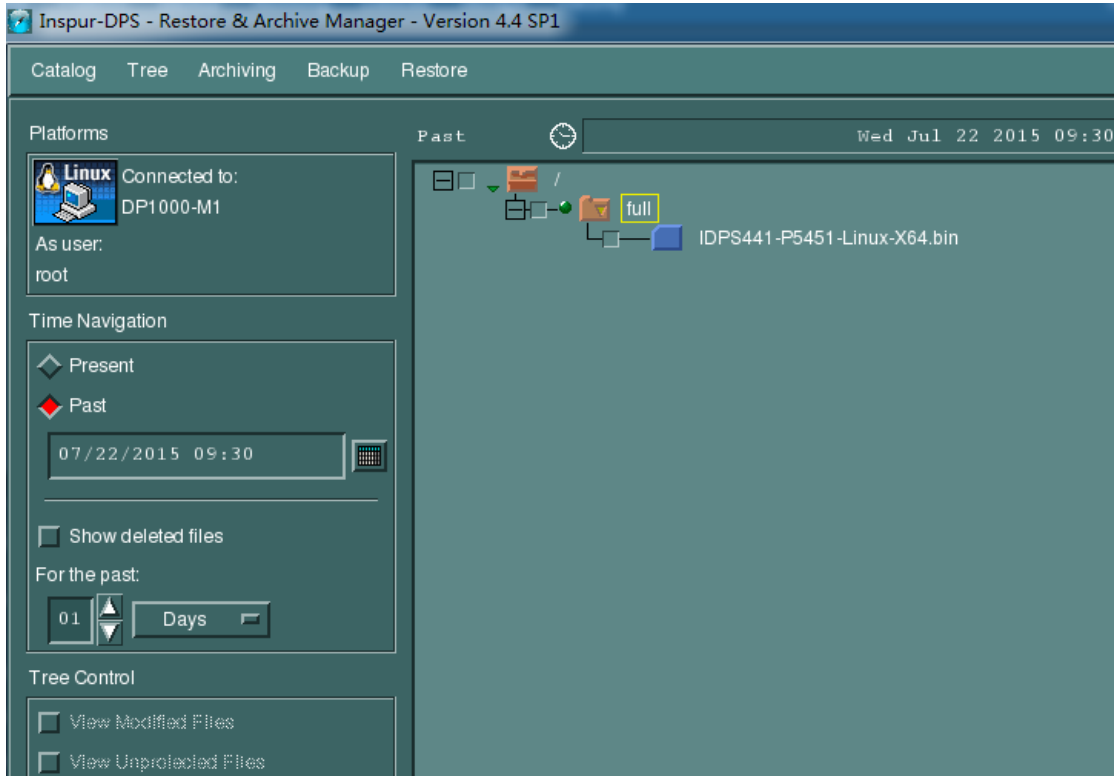 Inspur-DPS - Restore & Archive Manager - Version 4.4 SP1
Catalog Tree Archiving Backup Restore
Platforms
Linux
Connected to:
DP1000-M1
As user:
root
Time Navigation
Present
Past
07/22/2015 09:30
Show deleted files
For the past:
01 Days
Tree Control
View Modified Files
View Unprotected Files
Past Wed Jul 22 2015 09:30
/
full
IDPS441-P5451-Linux-X64.bin